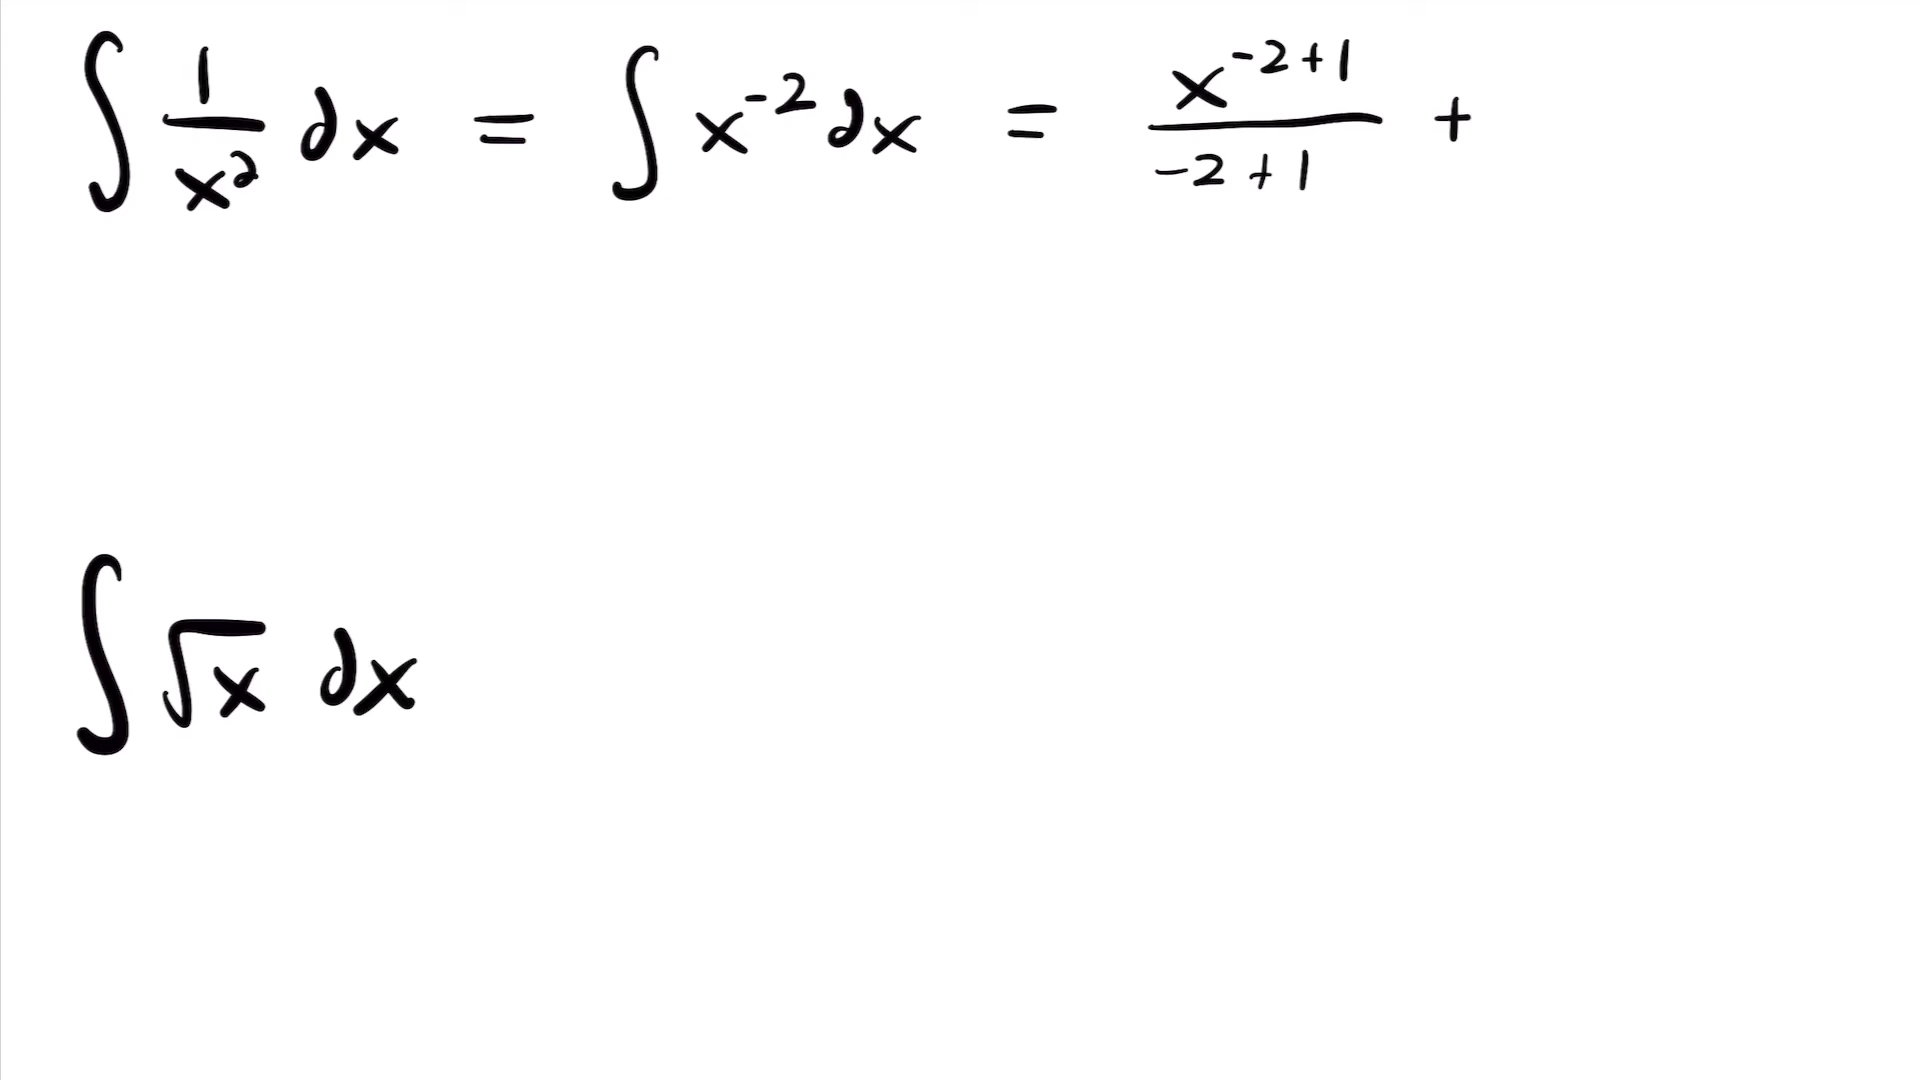 ∫ 1/x² dx = ∫ x⁻² dx = x⁻²⁺¹/-2+1 +
∫ √x dx